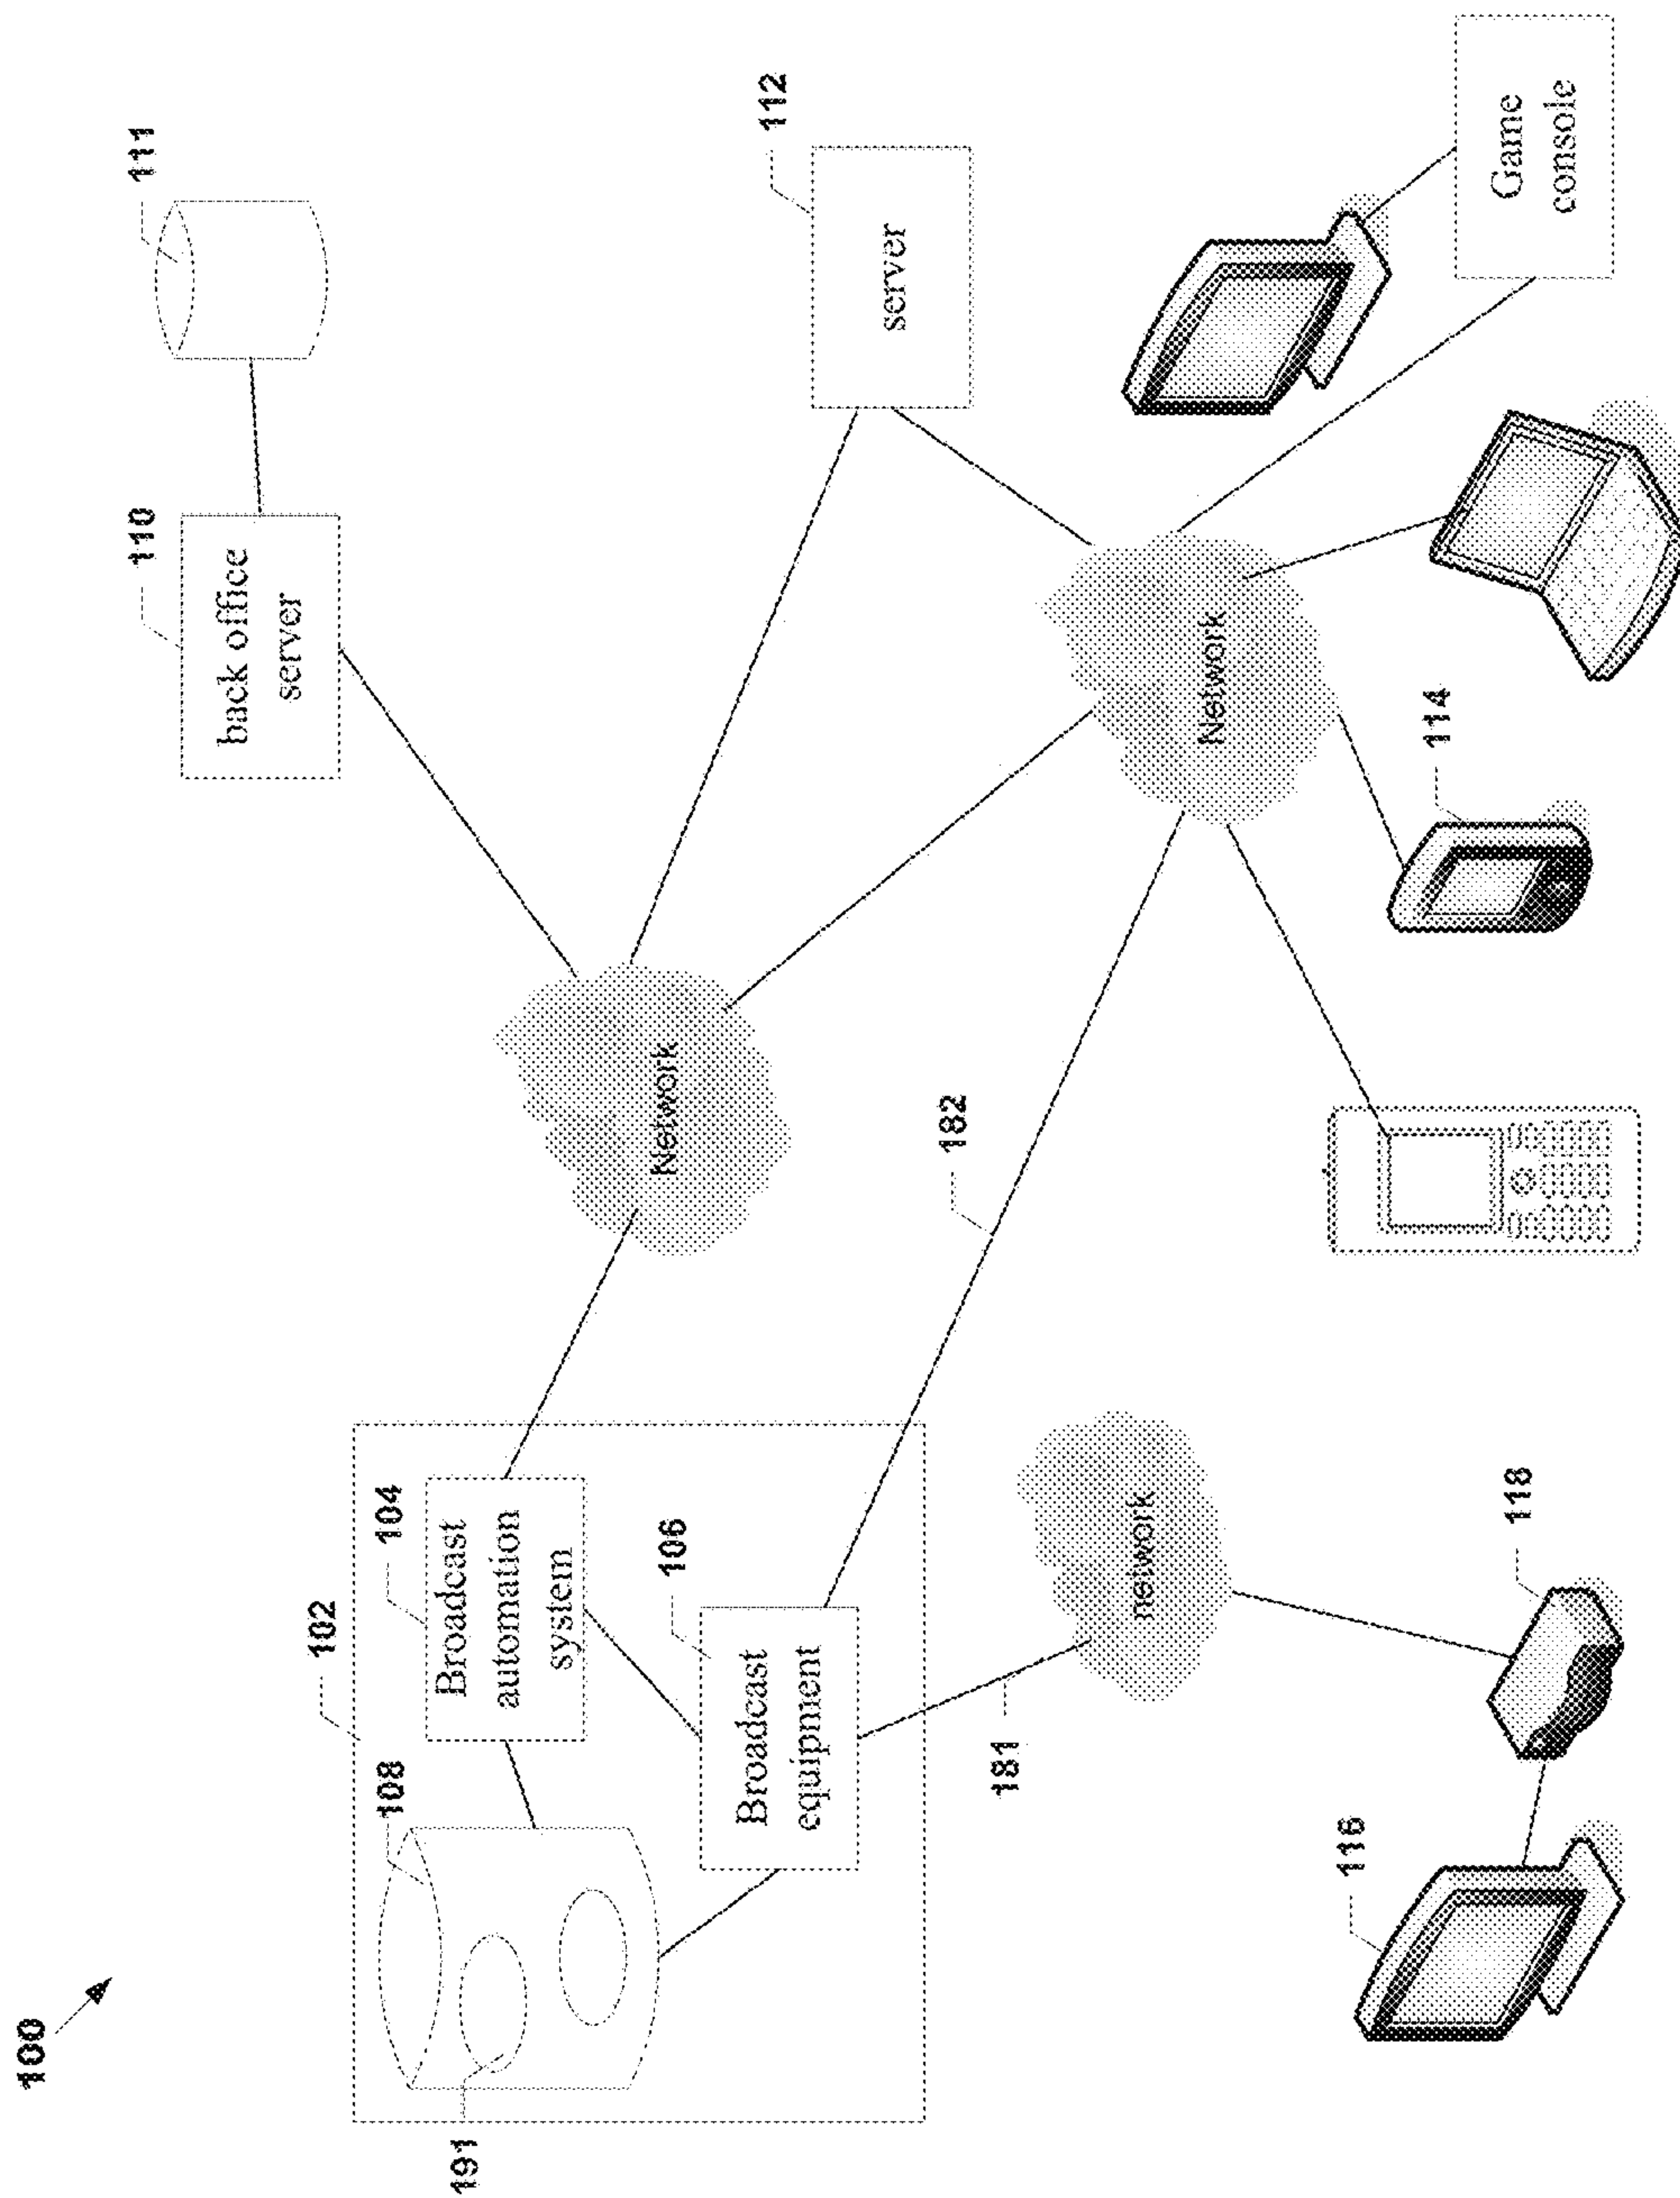 100
102
108
104
Broadcast
automation
system
106
Broadcast
equipment
191
181
182
110
back office
server
111
112
server
Network
Network
network
114
116
118
Game
console